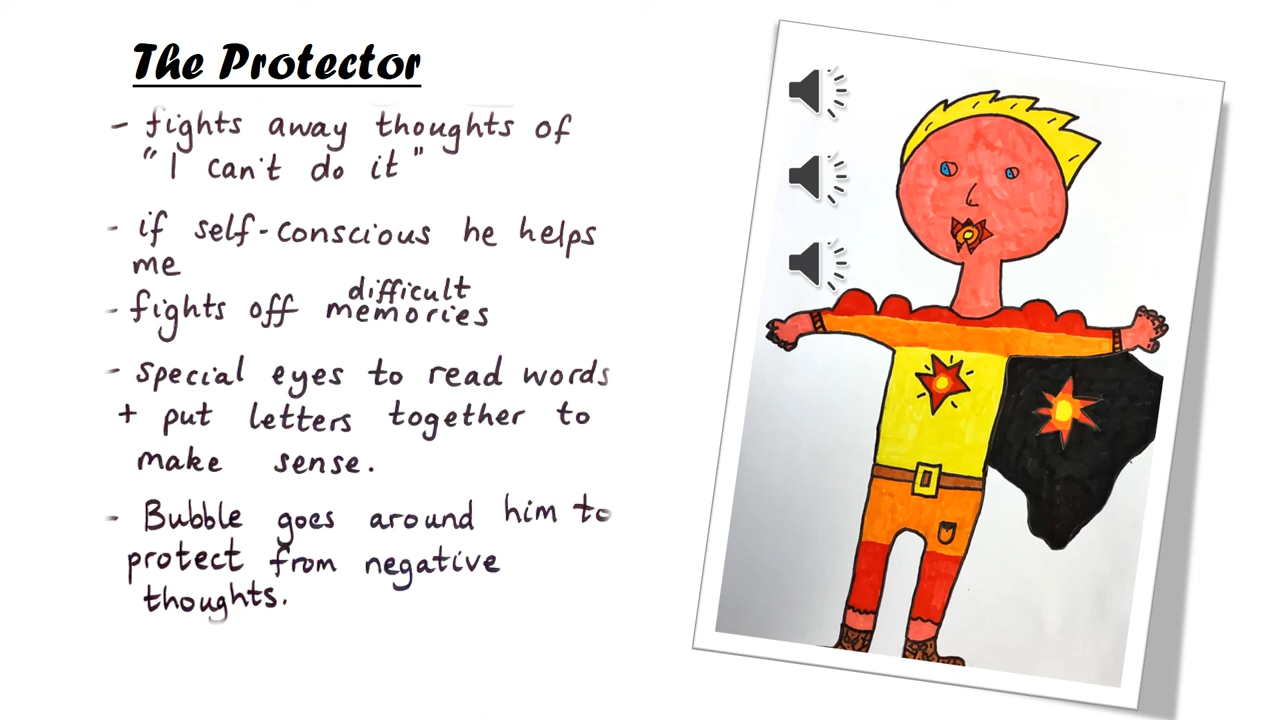 The Protector
- fights away thoughts of
"I can't do it"
- if self-conscious he helps
me
difficult
- fights off memories
- special eyes to read words
+ put letters together to
make sense.
- Bubble goes around him to
protect from negative
thoughts.